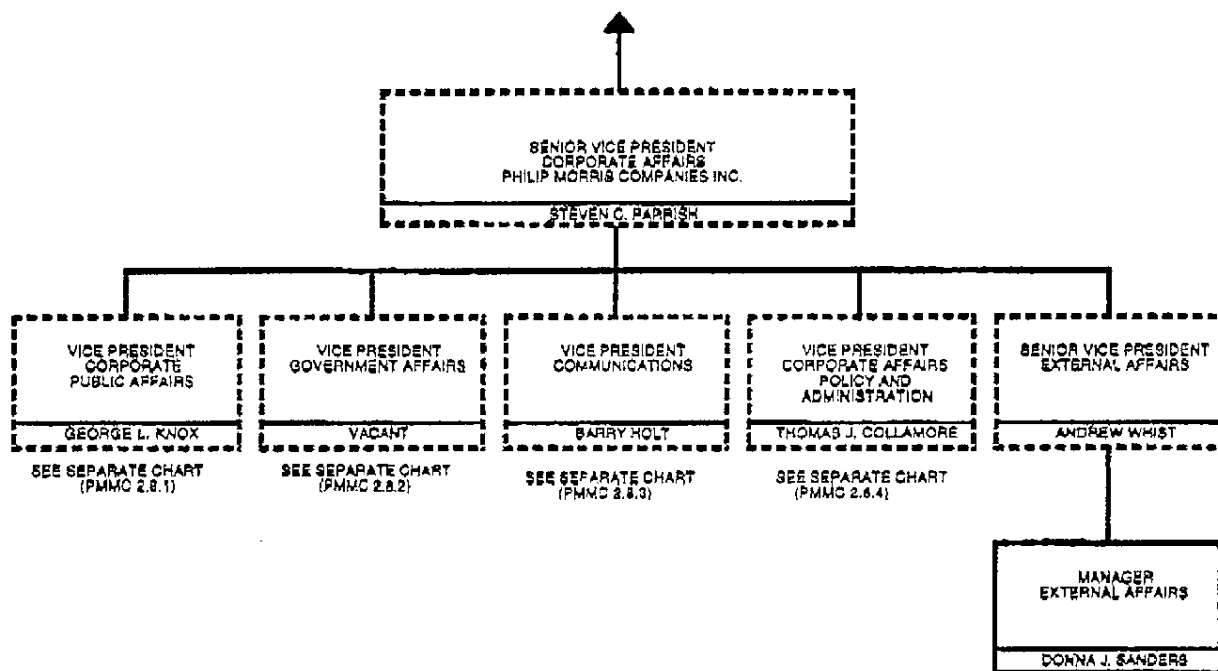 SENIOR VICE PRESIDENT
CORPORATE AFFAIRS
PHILIP MORRIS COMPANIES INC.
STEVEN C. PARRISH
VICE PRESIDENT
CORPORATE
PUBLIC AFFAIRS
GEORGE L. KNOX
SEE SEPARATE CHART
(PMMC 2.8.1)
VICE PRESIDENT
GOVERNMENT AFFAIRS
VACANT
SEE SEPARATE CHART
(PMMC 2.8.2)
VICE PRESIDENT
COMMUNICATIONS
BARRY HOLT
SEE SEPARATE CHART
(PMMC 2.8.3)
VICE PRESIDENT
CORPORATE AFFAIRS
POLICY AND
ADMINISTRATION
THOMAS J. COLLAMORE
SEE SEPARATE CHART
(PMMC 2.8.4)
SENIOR VICE PRESIDENT
EXTERNAL AFFAIRS
ANDREW WHIST
MANAGER
EXTERNAL AFFAIRS
DONNA J. SANDERS